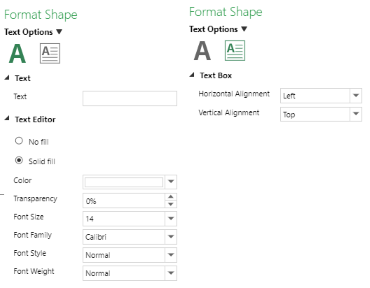 Format Shape
Text Options ▼
A
A
Text
Text
Text Editor
No fill
Solid fill
Color
Transparency 0%
Font Size 14
Font Family Calibri
Font Style Normal
Font Weight Normal
Format Shape
Text Options ▼
A
A
Text Box
Horizontal Alignment Left
Vertical Alignment Top